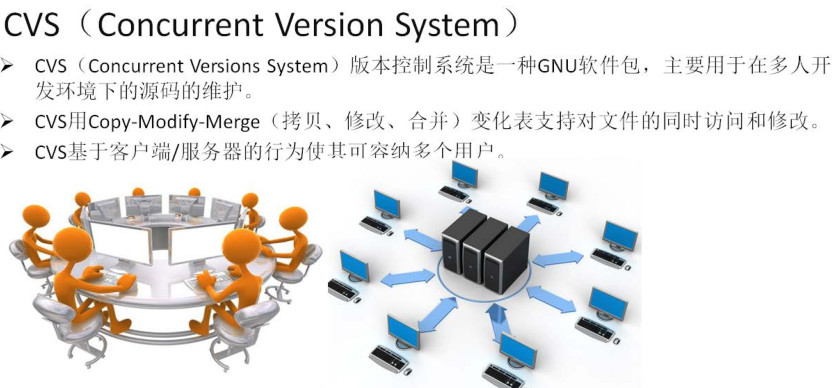 CVS（Concurrent Version System）
➢ CVS（Concurrent Versions System）版本控制系统是一种GNU软件包，主要用于在多人开
发环境下的源码的维护。
➢ CVS用Copy-Modify-Merge（拷贝、修改、合并）变化表支持对文件的同时访问和修改。
➢ CVS基于客户端/服务器的行为使其可容纳多个用户。